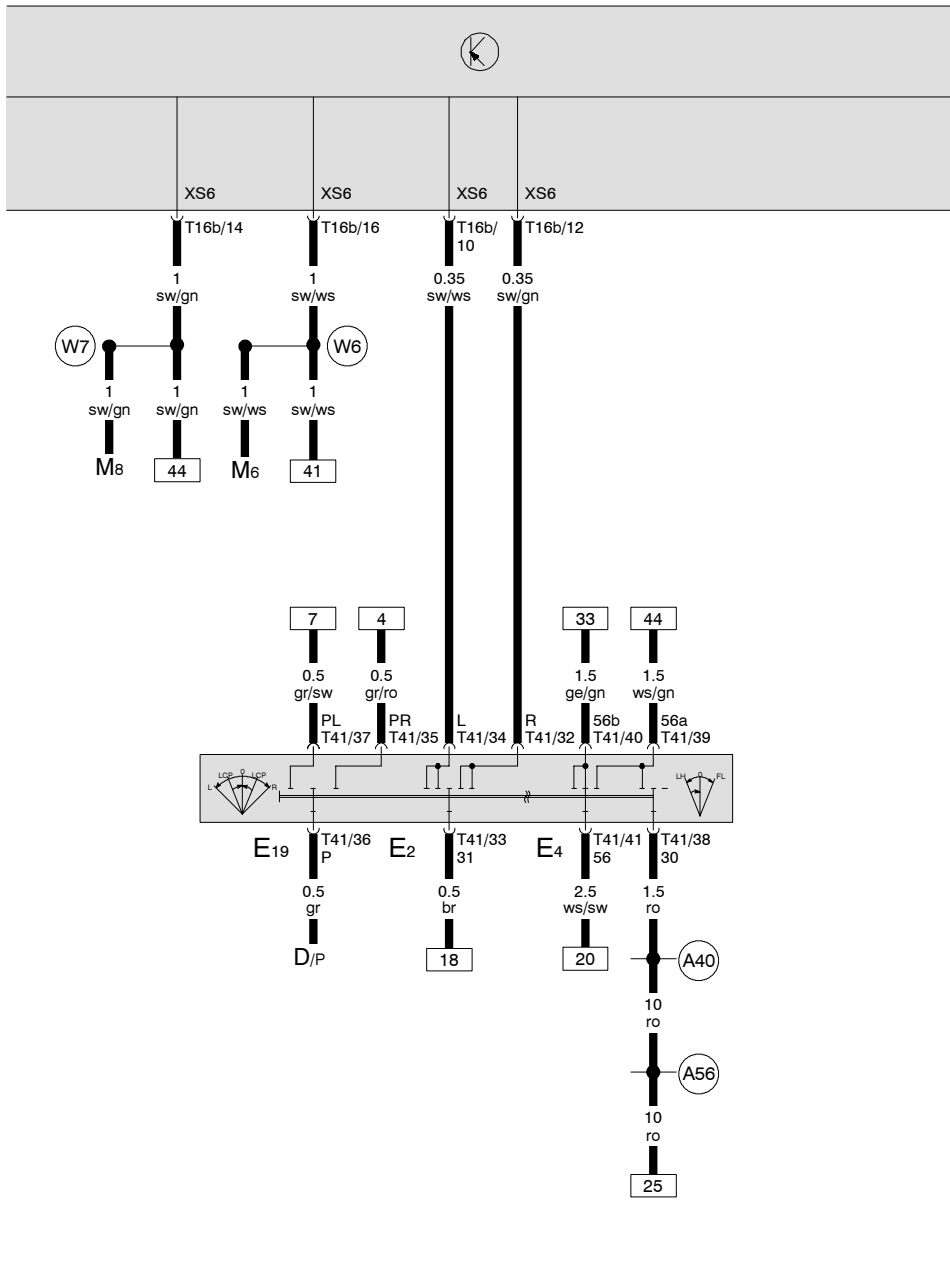 XS6 XS6 XS6 XS6
T16b/14 T16b/16 T16b/ T16b/12
10
1 1 0.35 0.35
sw/gn sw/ws sw/ws sw/gn
W7 W6
1 1 1 1
sw/gn sw/gn sw/ws sw/ws
M8 44 M6 41
7 4 33 44
0.5 0.5 1.5 1.5
gr/sw gr/ro ge/gn ws/gn
PL PR L R 56b 56a
T41/37 T41/35 T41/34 T41/32 T41/40 T41/39
L LCP 0 LCP R LH 0 FL
E19 T41/36 E2 T41/33 E4 T41/41 T41/38
P 31 56 30
0.5 0.5 2.5 1.5
gr br ws/sw ro
D/P 18 20 A40
10
ro
A56
10
ro
25